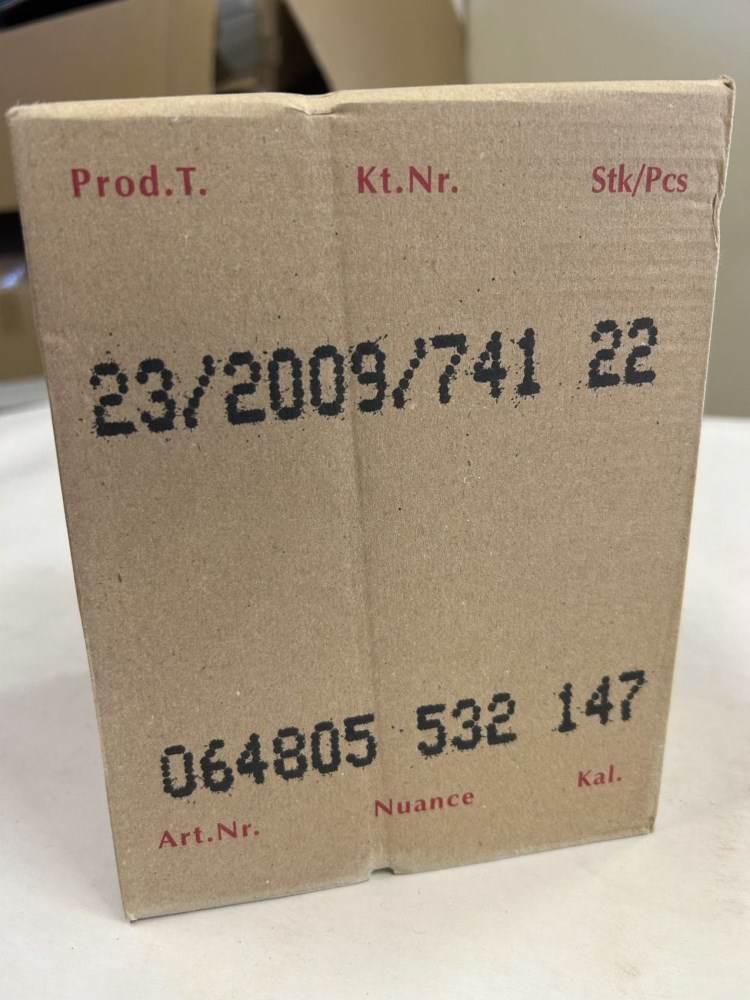 Prod.T. Kt.Nr. Stk/Pcs
23/2009/741 22
064805 532 147
Art.Nr. Nuance Kal.